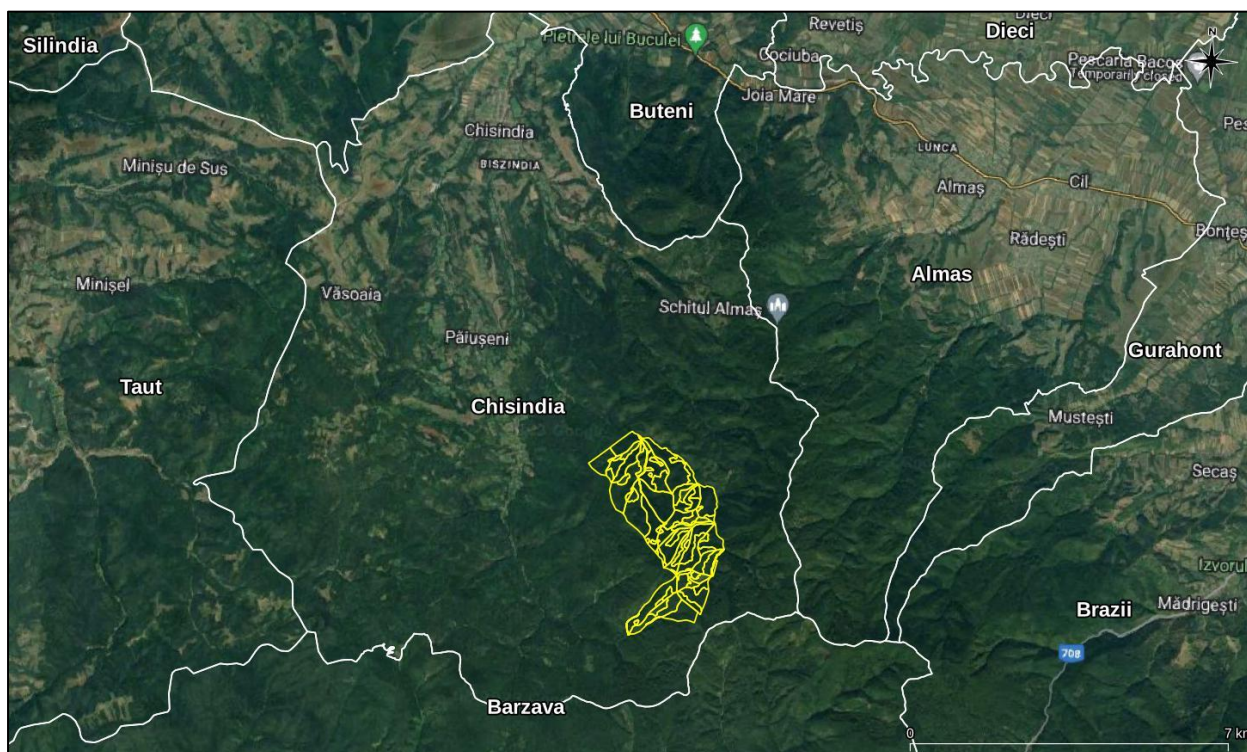 Revetiș
Dieci
Dieci
Silindia
Pietrele lui Buculei
Cociuba
Pescaria Bacoș
Temporarily closed
N
Joia Mare
Buteni
Chisindia
BISZINDIA
LUNCA
Minișu de Sus
Almaș
Cil
Rădești
Minișel
Văsoaia
Almas
Schitul Almaș
Păiușeni
Gurahont
Taut
Chisindia
Mustești
Secaș
Izvorul
Brazii
Mădrigești
708
Barzava
0
7 km